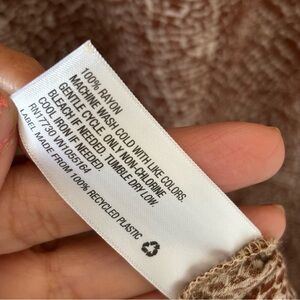 100% RAYON
MACHINE WASH COLD WITH LIKE COLORS.
GENTLE CYCLE. ONLY NON-CHLORINE
BLEACH IF NEEDED. TUMBLE DRY LOW.
COOL IRON IF NEEDED.
RN17730 VN1055164
LABEL MADE FROM 100% RECYCLED PLASTIC